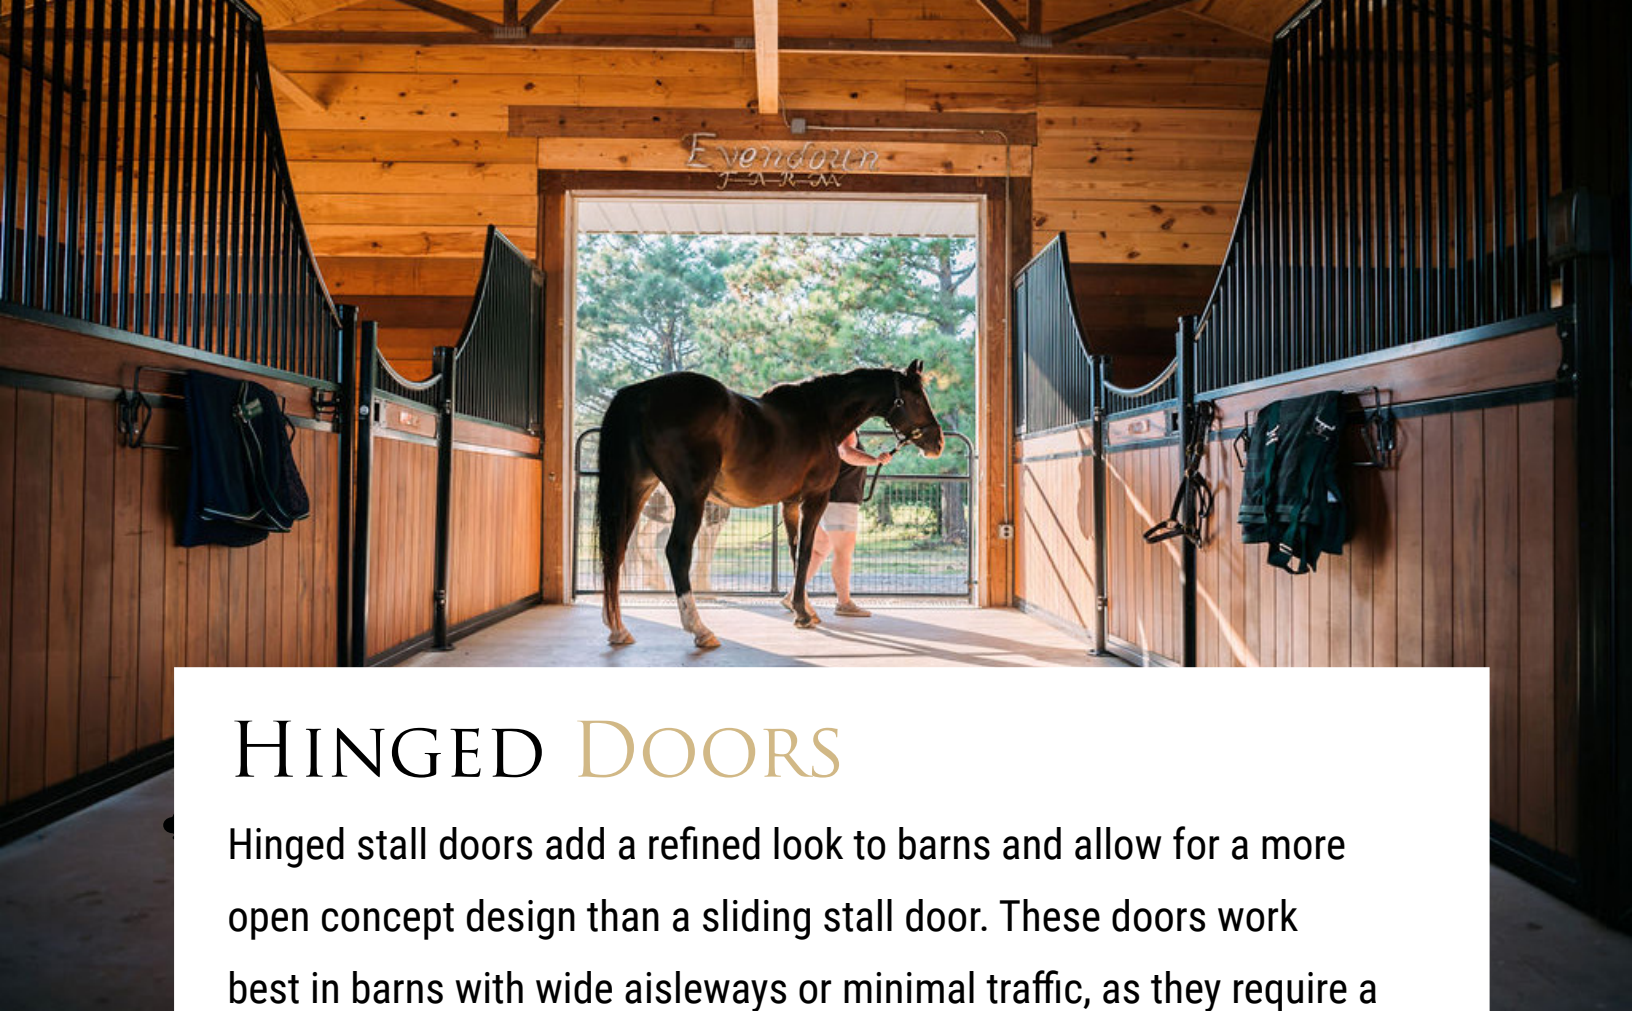 Evendoun
FARM
HINGED DOORS
Hinged stall doors add a refined look to barns and allow for a more
open concept design than a sliding stall door. These doors work
best in barns with wide aisleways or minimal traffic, as they require a